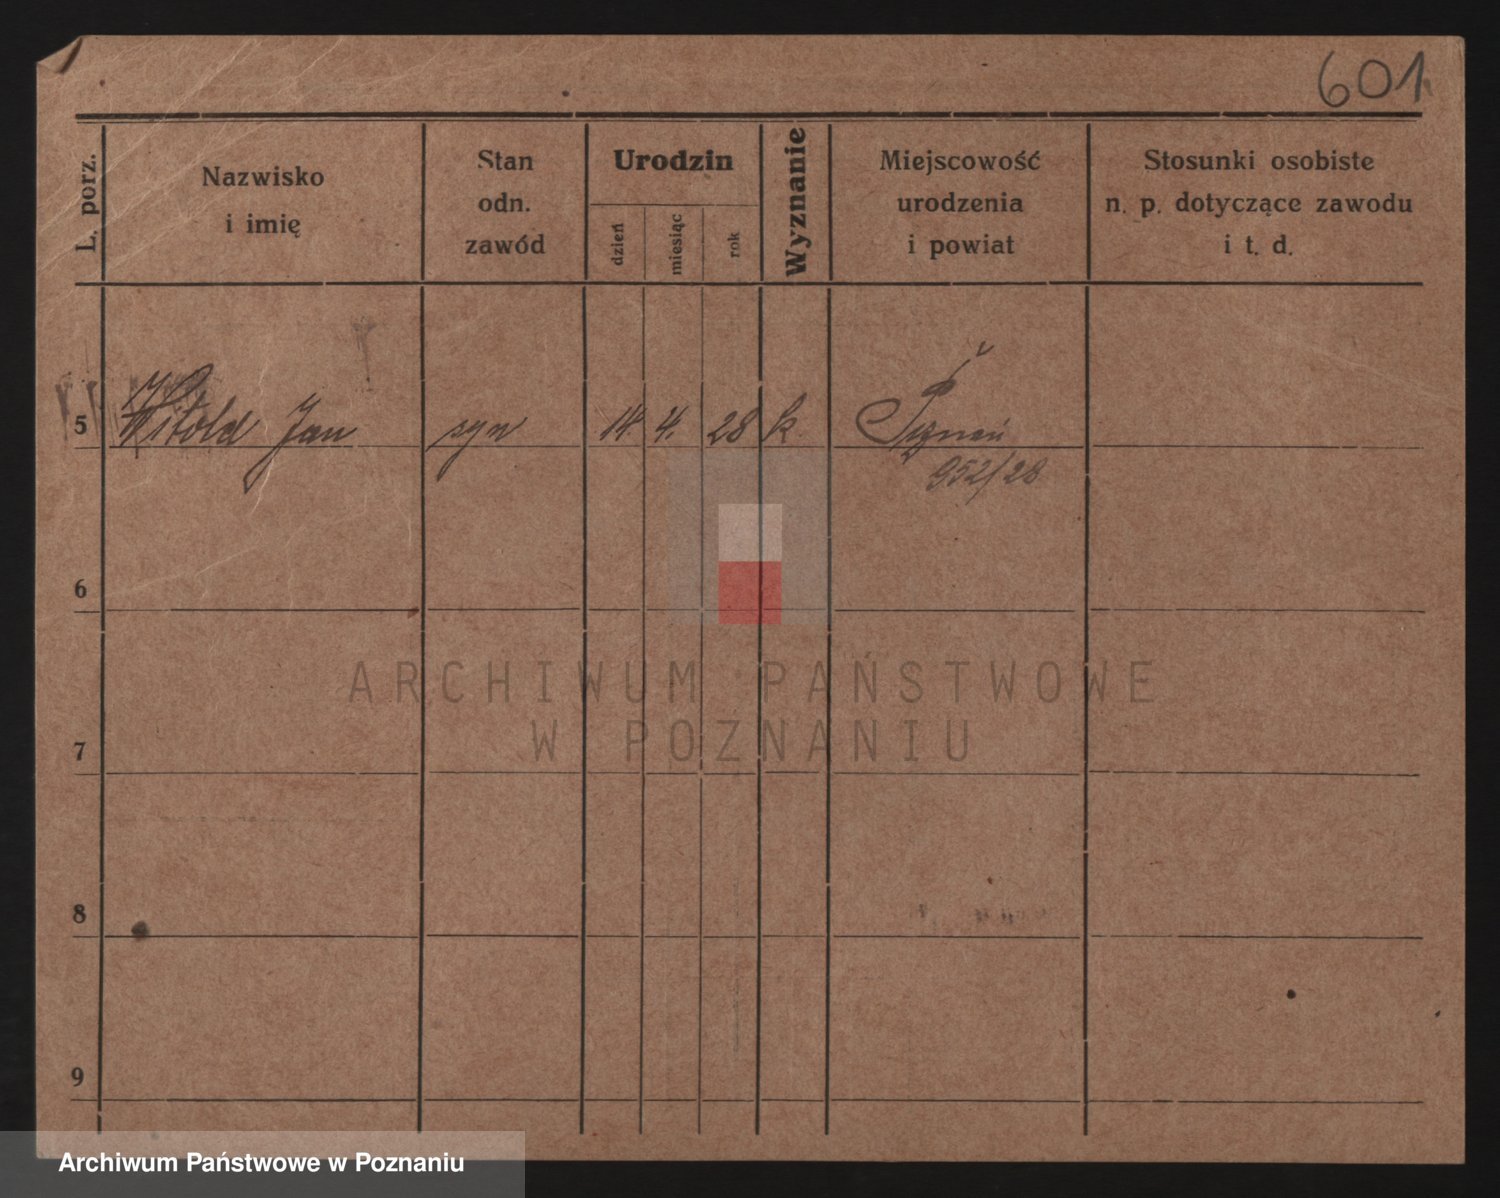 601
L. porz.
Nazwisko
i imię
Stan
odn.
zawód
Urodzin
dzień
miesiąc
rok
Wyznanie
Miejscowość
urodzenia
i powiat
Stosunki osobiste
n. p. dotyczące zawodu
i t. d.
5 Witold Jan syn 14. 4. 28 k.
952/28
6
7
8
9
ARCHIWUM PAŃSTWOWE
W POZNANIU
Archiwum Państwowe w Poznaniu